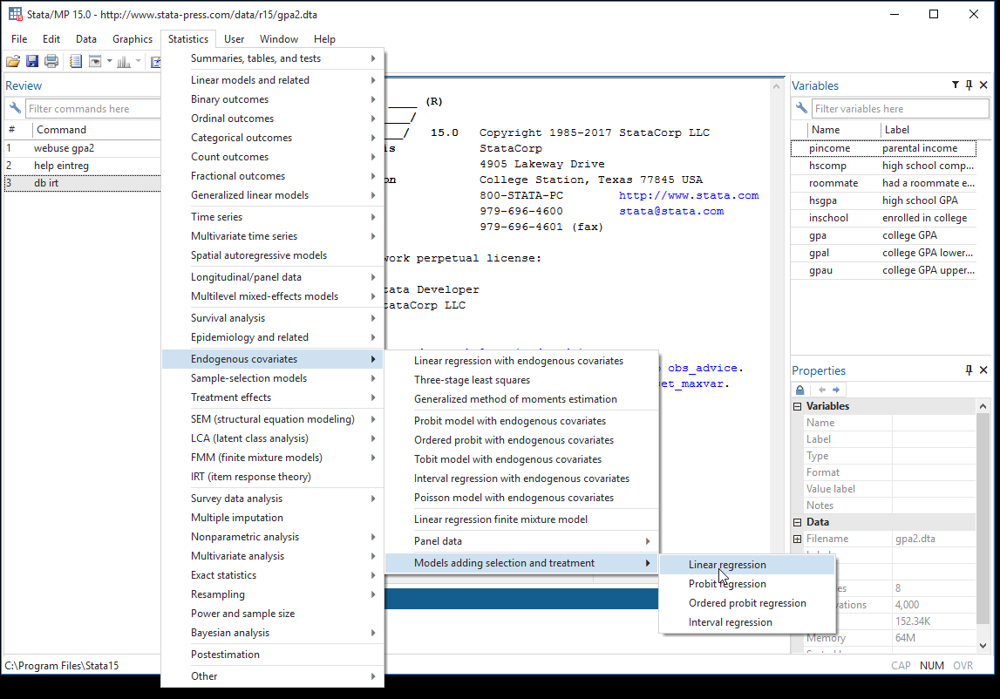 Stata/MP 15.0 - http://www.stata-press.com/data/r15/gpa2.dta
File Edit Data Graphics Statistics User Window Help
Review
Filter commands here
# Command
1 webuse gpa2
2 help eintreg
3 db irt
Summaries, tables, and tests
Linear models and related
Binary outcomes
Ordinal outcomes
Categorical outcomes
Count outcomes
Fractional outcomes
Generalized linear models
Time series
Multivariate time series
Spatial autoregressive models
Longitudinal/panel data
Multilevel mixed-effects models
Survival analysis
Epidemiology and related
Endogenous covariates
Sample-selection models
Treatment effects
SEM (structural equation modeling)
LCA (latent class analysis)
FMM (finite mixture models)
IRT (item response theory)
Survey data analysis
Multiple imputation
Nonparametric analysis
Multivariate analysis
Exact statistics
Resampling
Power and sample size
Bayesian analysis
Postestimation
Other
(R)
15.0 Copyright 1985-2017 StataCorp LLC
StataCorp
4905 Lakeway Drive
College Station, Texas 77845 USA
800-STATA-PC http://www.stata.com
979-696-4600 stata@stata.com
979-696-4601 (fax)
perpetual license:
Developer
LLC
obs_advice.
set_maxvar.
Linear regression with endogenous covariates
Three-stage least squares
Generalized method of moments estimation
Probit model with endogenous covariates
Ordered probit with endogenous covariates
Tobit model with endogenous covariates
Interval regression with endogenous covariates
Poisson model with endogenous covariates
Linear regression finite mixture model
Panel data
Models adding selection and treatment
Linear regression
Probit regression
Ordered probit regression
Interval regression
Variables
Filter variables here
Name Label
pincome parental income
hscomp high school comp...
roommate had a roommate e...
hsgpa high school GPA
inschool enrolled in college
gpa college GPA
gpal college GPA lower...
gpau college GPA upper...
Properties
Variables
Name
Label
Type
Format
Value label
Notes
Data
Filename gpa2.dta
8
4,000
152.34K
Memory 64M
C:\Program Files\Stata15
CAP NUM OVR